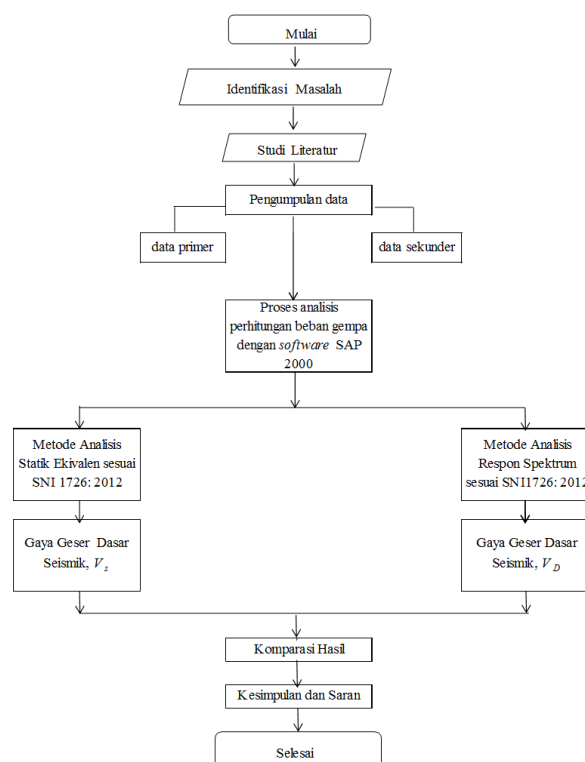 Mulai
Identifikasi Masalah
Studi Literatur
Pengumpulan data
data primer
data sekunder
Proses analisis
perhitungan beban gempa
dengan software SAP
2000
Metode Analisis
Statik Ekivalen sesuai
SNI 1726: 2012
Metode Analisis
Respon Spektrum
sesuai SNI1726: 2012
Gaya Geser Dasar
Seismik, V_s
Gaya Geser Dasar
Seismik, V_D
Komparasi Hasil
Kesimpulan dan Saran
Selesai